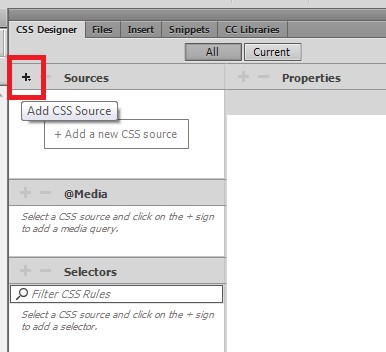 CSS Designer Files Insert Snippets CC Libraries
All Current
+ - Sources + - Properties
Add CSS Source
+ Add a new CSS source
+ - @Media
Select a CSS source and click on the + sign
to add a media query.
+ - Selectors
Filter CSS Rules
Select a CSS source and click on the + sign
to add a selector.